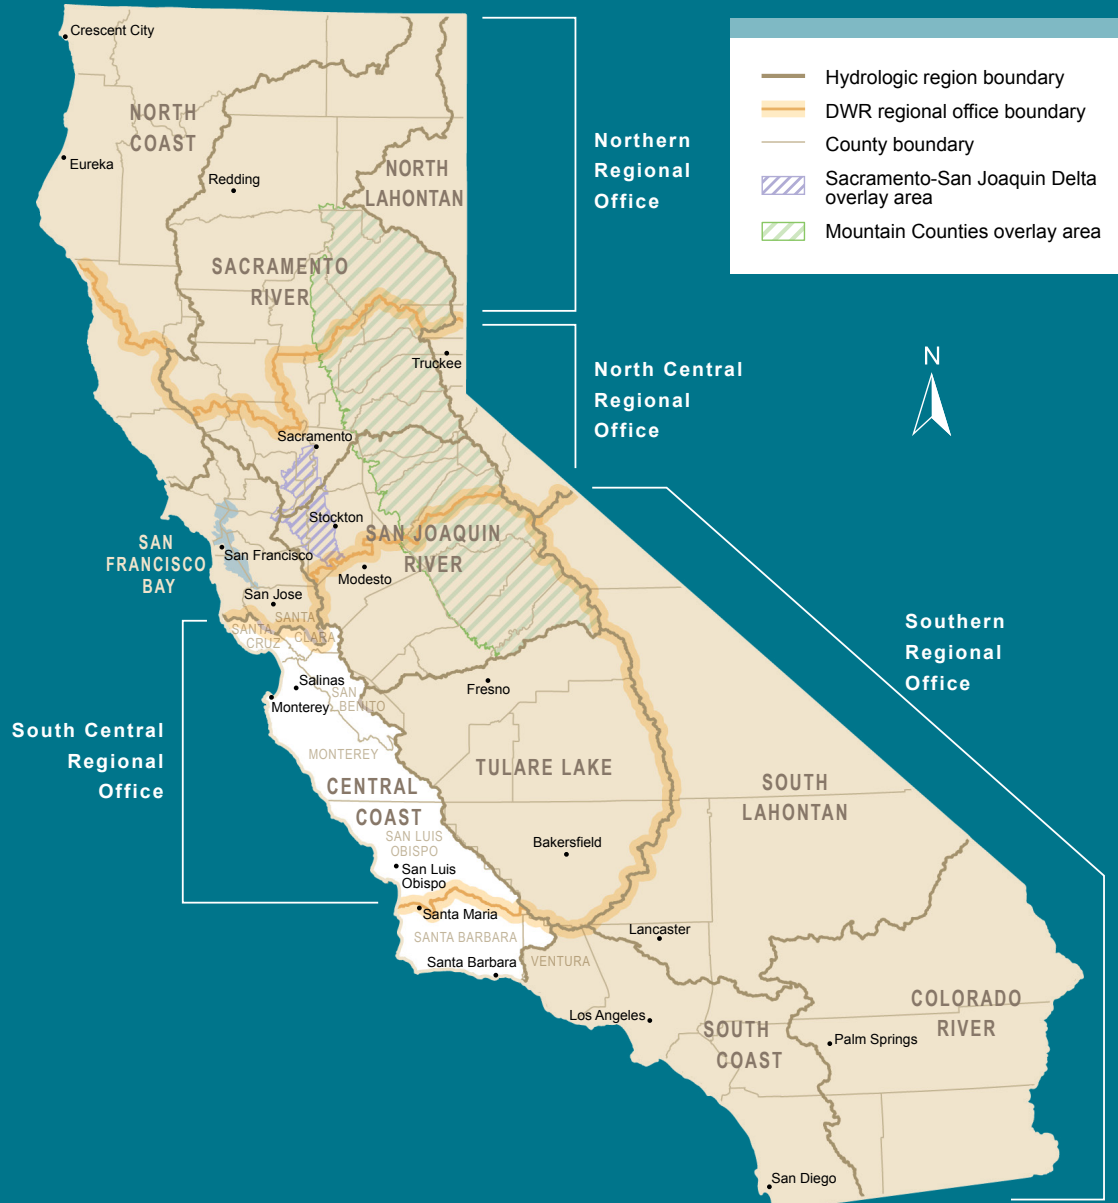 Crescent City
NORTH
COAST
Eureka
Redding
NORTH
LAHONTAN
SACRAMENTO
RIVER
Truckee
Sacramento
Stockton
SAN JOAQUIN
RIVER
SAN
FRANCISCO
BAY
San Francisco
Modesto
San Jose
SANTA
CLARA
SANTA
CRUZ
Salinas
SAN
BENITO
Monterey
Fresno
MONTEREY
TULARE LAKE
CENTRAL
COAST
SOUTH
LAHONTAN
SAN LUIS
OBISPO
Bakersfield
San Luis
Obispo
Santa Maria
SANTA BARBARA
Lancaster
Santa Barbara
VENTURA
Los Angeles
SOUTH
COAST
COLORADO
RIVER
Palm Springs
San Diego
Northern
Regional
Office
North Central
Regional
Office
Southern
Regional
Office
South Central
Regional
Office
Hydrologic region boundary
DWR regional office boundary
County boundary
Sacramento-San Joaquin Delta
overlay area
Mountain Counties overlay area
N